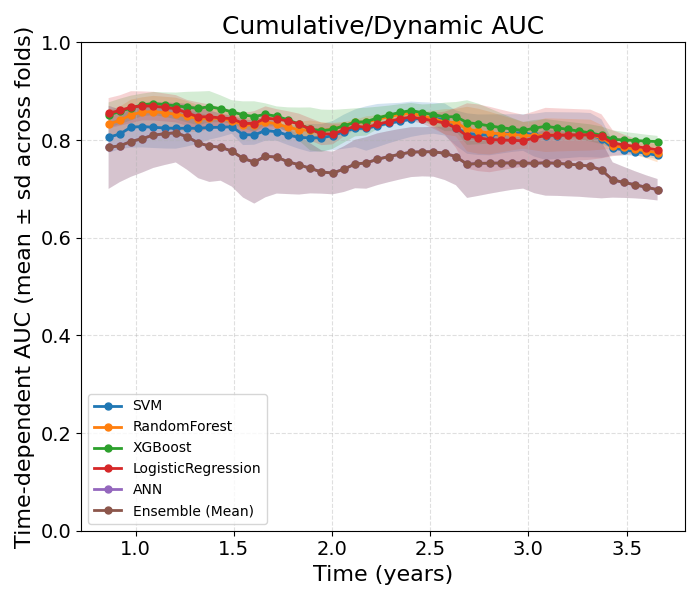 Cumulative/Dynamic AUC
Time-dependent AUC (mean ± sd across folds)
1.0
0.8
0.6
0.4
0.2
0.0
SVM
RandomForest
XGBoost
LogisticRegression
ANN
Ensemble (Mean)
1.0 1.5 2.0 2.5 3.0 3.5
Time (years)